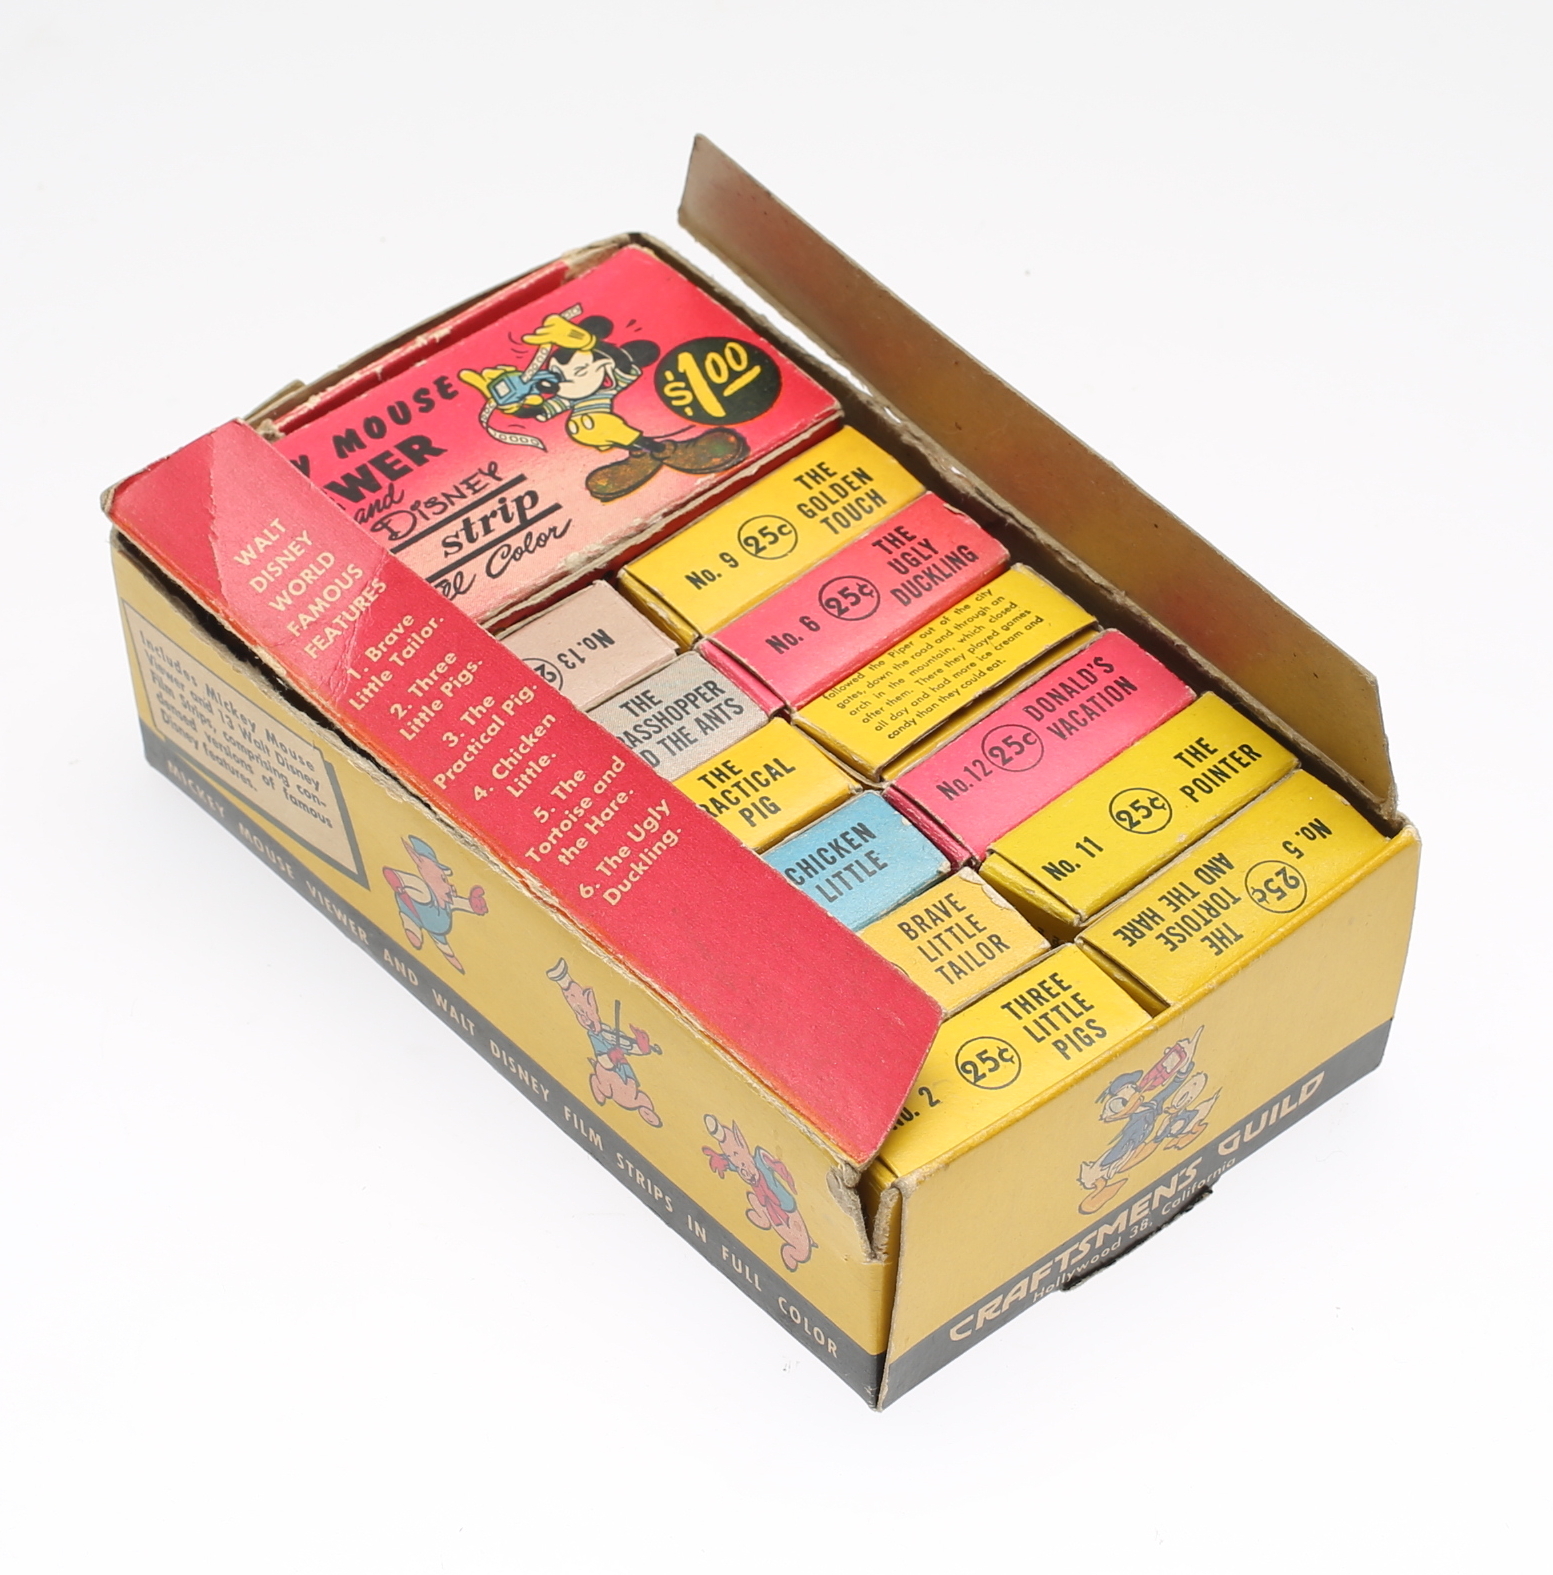 MOUSE
and
DISNEY
strip
Color
$1.00
WALT
DISNEY
WORLD
FAMOUS
FEATURES
1. Brave
Little Tailor.
2. Three
Little Pigs.
3. The
Practical Pig.
4. Chicken
Little.
5. The
Tortoise and
the Hare.
6. The Ugly
Duckling.
No. 9 25¢ THE
GOLDEN
TOUCH
No. 6 25¢ THE
UGLY
DUCKLING
followed the Piper out of the city
gates, down the road and through an
arch in the mountain, which closed
after them. There they played games
all day and had more ice cream and
candy than they could eat.
No. 12 25¢ DONALD'S
VACATION
No. 11 25¢ THE
POINTER
No. 5 25¢ THE
TORTOISE
AND THE HARE
No. 13
THE
THE ANTS
THE
PIG
CHICKEN
LITTLE
BRAVE
LITTLE
TAILOR
2 25¢ THREE
LITTLE
PIGS
Includes Mickey Mouse
Viewer and 13 Walt Disney
Film Strips, comprising con-
densed versions of famous
Disney features.
MICKEY MOUSE VIEWER AND WALT DISNEY FILM STRIPS IN FULL COLOR
CRAFTSMEN'S GUILD
Hollywood 38, California